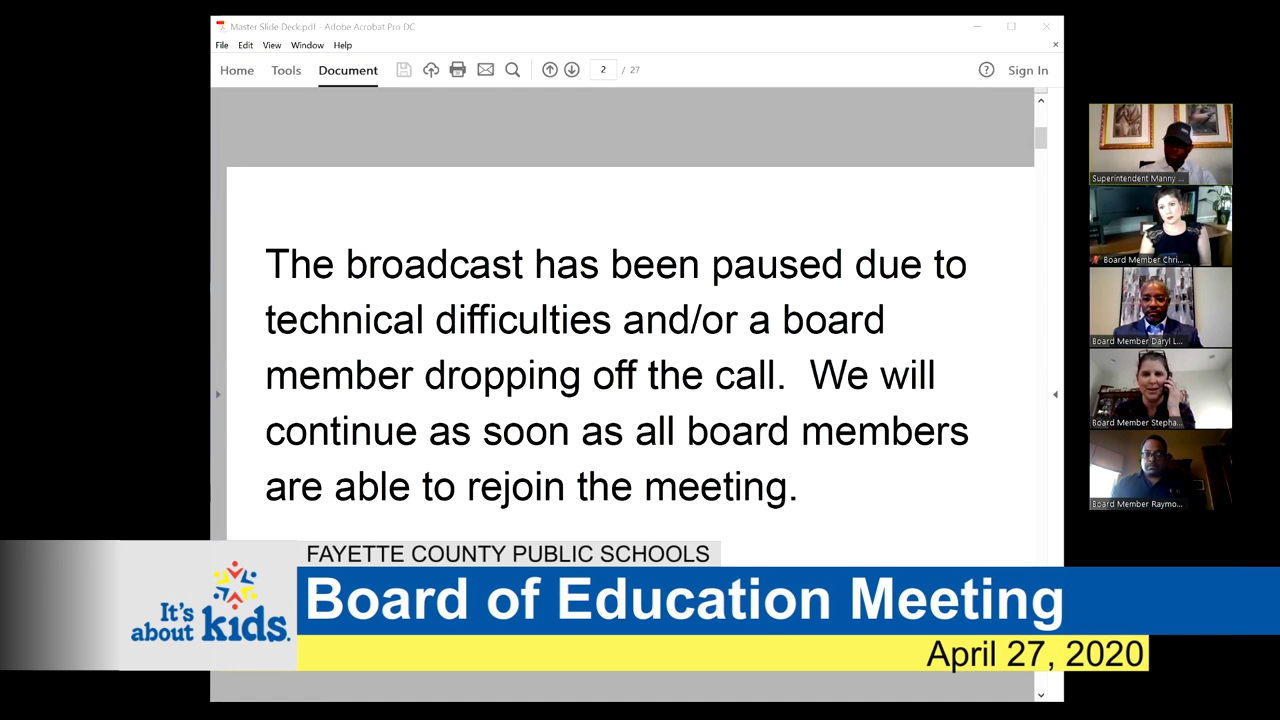 Master Slide Deck.pdf - Adobe Acrobat Pro DC
File Edit View Window Help
Home Tools Document 2 / 27 Sign In
The broadcast has been paused due to
technical difficulties and/or a board
member dropping off the call. We will
continue as soon as all board members
are able to rejoin the meeting.
Superintendent Manny ...
Board Member Chri...
Board Member Daryl L...
Board Member Stepha...
Board Member Raymo...
FAYETTE COUNTY PUBLIC SCHOOLS
It's about kids.
Board of Education Meeting
April 27, 2020